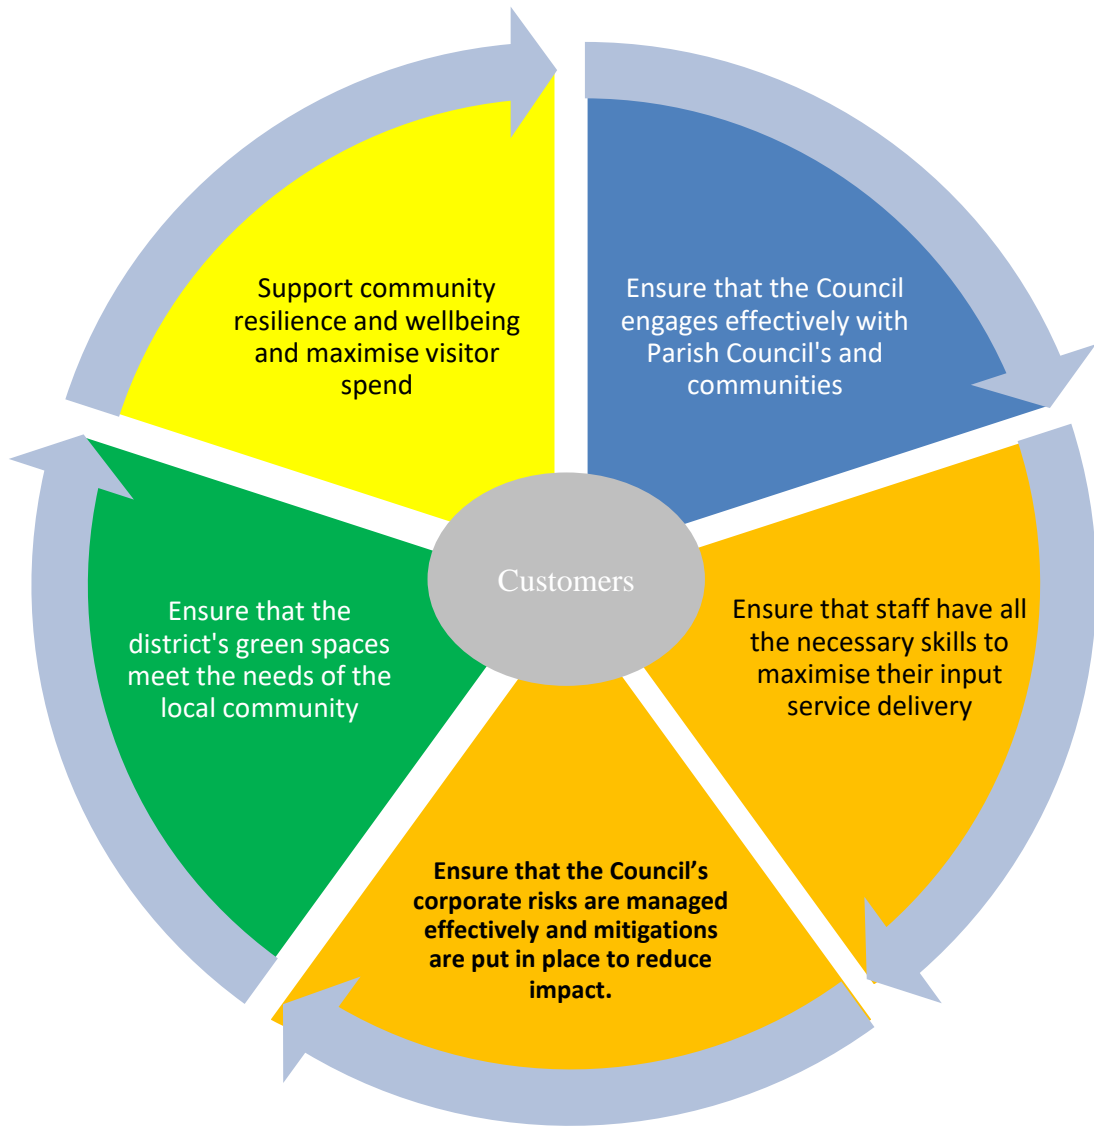 Support community
resilience and wellbeing
and maximise visitor
spend
Ensure that the Council
engages effectively with
Parish Council's and
communities
Customers
Ensure that the
district's green spaces
meet the needs of the
local community
Ensure that staff have all
the necessary skills to
maximise their input
service delivery
Ensure that the Council’s
corporate risks are managed
effectively and mitigations
are put in place to reduce
impact.